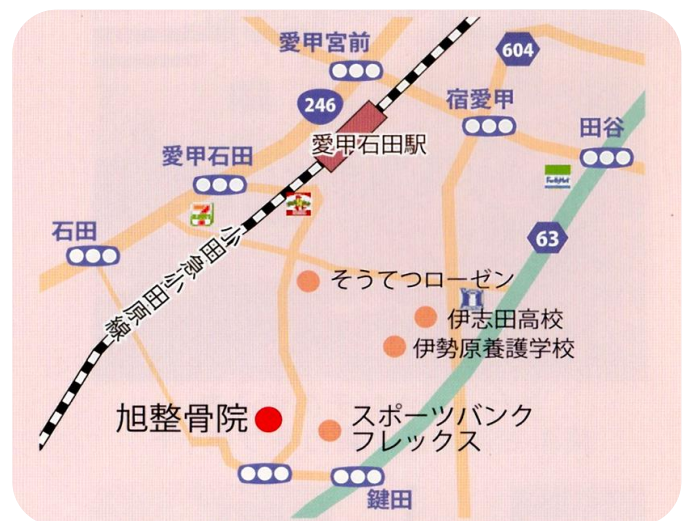 愛甲宮前
604
246
宿愛甲
愛甲石田駅
田谷
愛甲石田
FamilyMart
石田
小田急小田原線
63
そうてつローゼン
伊志田高校
伊勢原養護学校
旭整骨院
スポーツバンク
フレックス
鍵田